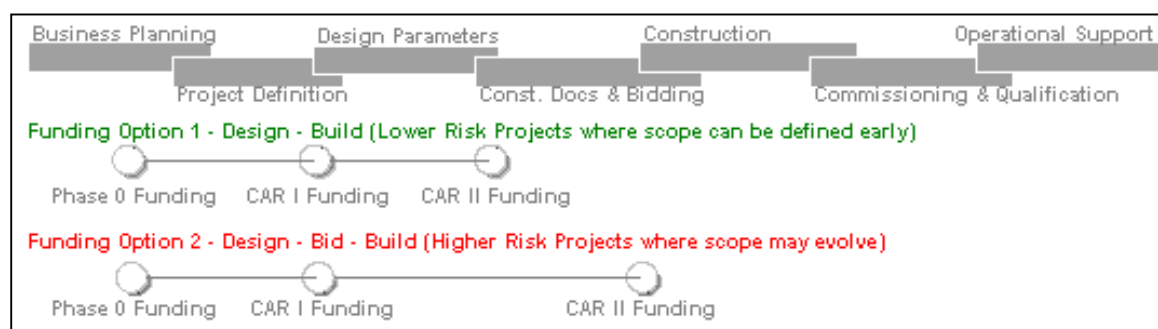 Business Planning
Design Parameters
Construction
Operational Support
Project Definition
Const. Docs & Bidding
Commissioning & Qualification
Funding Option 1 - Design - Build (Lower Risk Projects where scope can be defined early)
Phase 0 Funding
CAR I Funding
CAR II Funding
Funding Option 2 - Design - Bid - Build (Higher Risk Projects where scope may evolve)
Phase 0 Funding
CAR I Funding
CAR II Funding